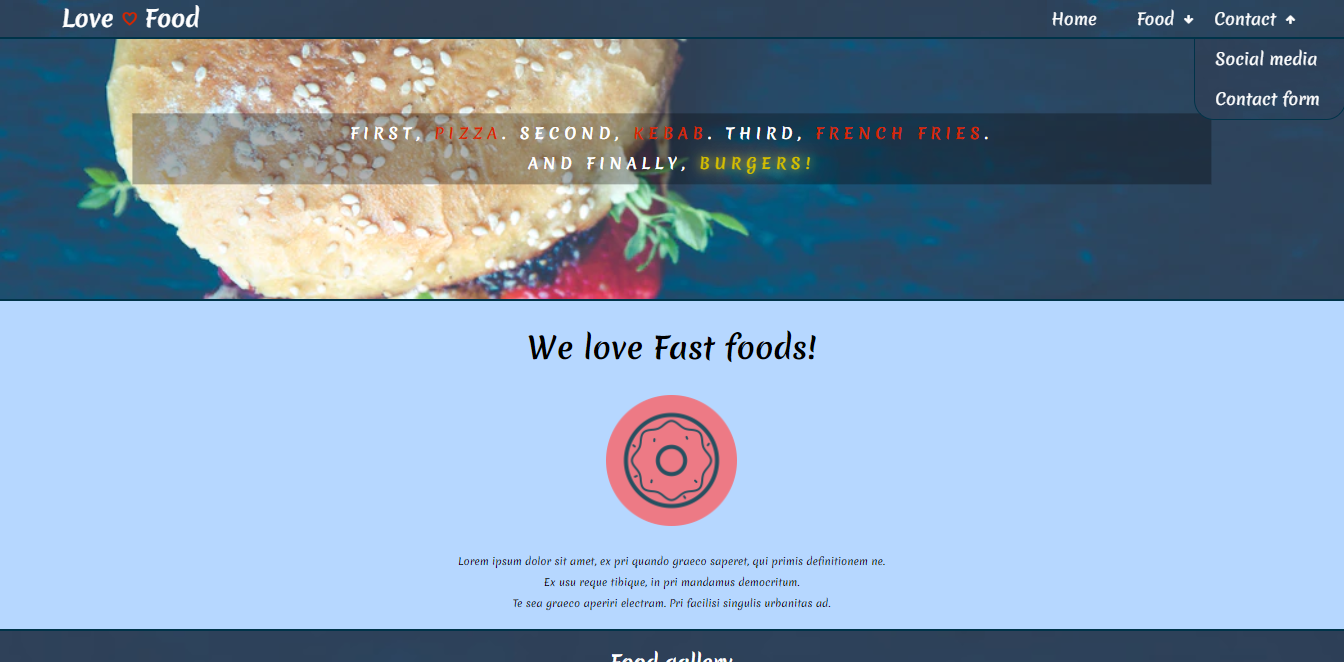 Love Food
Home Food Contact
Social media
Contact form
FIRST, PIZZA. SECOND, KEBAB. THIRD, FRENCH FRIES.
AND FINALLY, BURGERS!
We love Fast foods!
Lorem ipsum dolor sit amet, ex pri quando graeco saperet, qui primis definitionem ne.
Ex usu reque tibique, in pri mandamus democritum.
Te sea graeco aperiri electram. Pri facilisi singulis urbanitas ad.
Food gallery